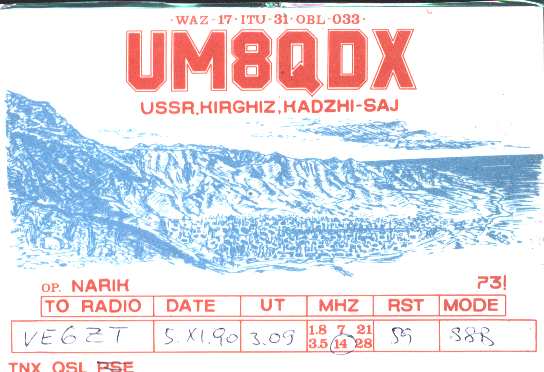 ·WAZ-17·ITU-31·OBL-033·
UM8QDX
USSR, KIRGHIZ, KADZHI-SAJ
OP. NARIK 73!
TO RADIO DATE UT MHZ RST MODE
VE6ZT 5.XI.90 3.09 1.8 7 21 59 SSB
3.5 14 28
TNX QSL PSE